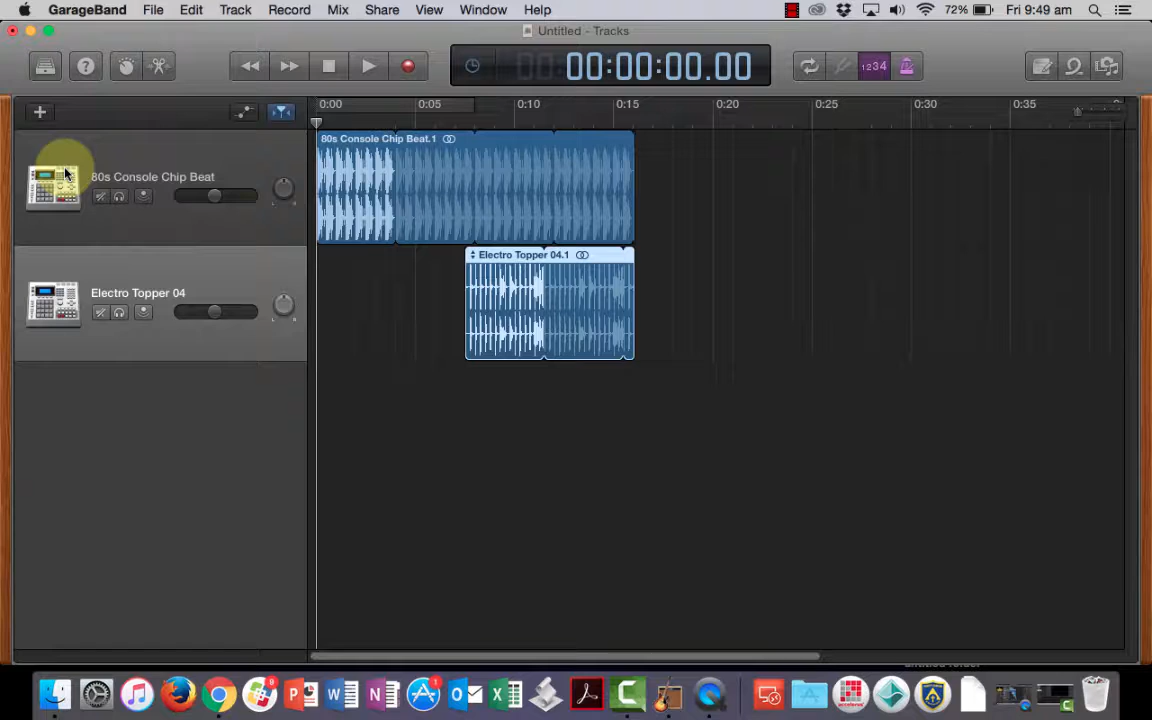 GarageBand File Edit Track Record Mix Share View Window Help 72% Fri 9:49 am
Untitled - Tracks
00:00:00.00 1234
0:00 0:05 0:10 0:15 0:20 0:25 0:30 0:35
80s Console Chip Beat.1
80s Console Chip Beat
Electro Topper 04.1
Electro Topper 04